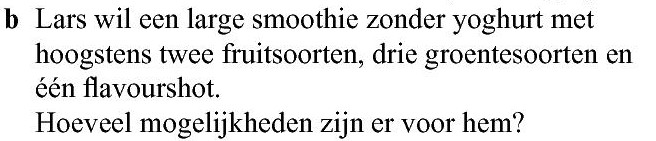 b Lars wil een large smoothie zonder yoghurt met
hoogstens twee fruitsoorten, drie groentesoorten en
één flavourshot.
Hoeveel mogelijkheden zijn er voor hem?